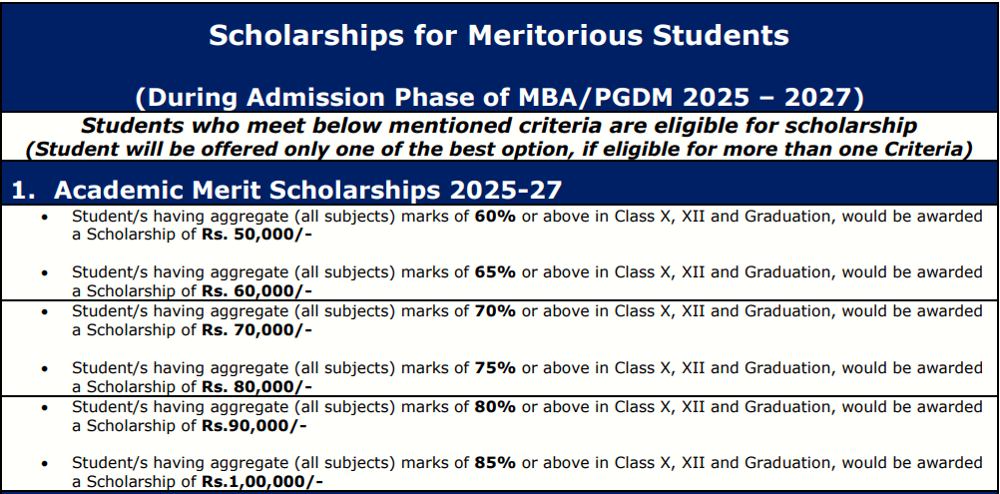 Scholarships for Meritorious Students
(During Admission Phase of MBA/PGDM 2025 – 2027)
Students who meet below mentioned criteria are eligible for scholarship
(Student will be offered only one of the best option, if eligible for more than one Criteria)
1. Academic Merit Scholarships 2025-27
• Student/s having aggregate (all subjects) marks of 60% or above in Class X, XII and Graduation, would be awarded
a Scholarship of Rs. 50,000/-
• Student/s having aggregate (all subjects) marks of 65% or above in Class X, XII and Graduation, would be awarded
a Scholarship of Rs. 60,000/-
• Student/s having aggregate (all subjects) marks of 70% or above in Class X, XII and Graduation, would be awarded
a Scholarship of Rs. 70,000/-
• Student/s having aggregate (all subjects) marks of 75% or above in Class X, XII and Graduation, would be awarded
a Scholarship of Rs. 80,000/-
• Student/s having aggregate (all subjects) marks of 80% or above in Class X, XII and Graduation, would be awarded
a Scholarship of Rs.90,000/-
• Student/s having aggregate (all subjects) marks of 85% or above in Class X, XII and Graduation, would be awarded
a Scholarship of Rs.1,00,000/-